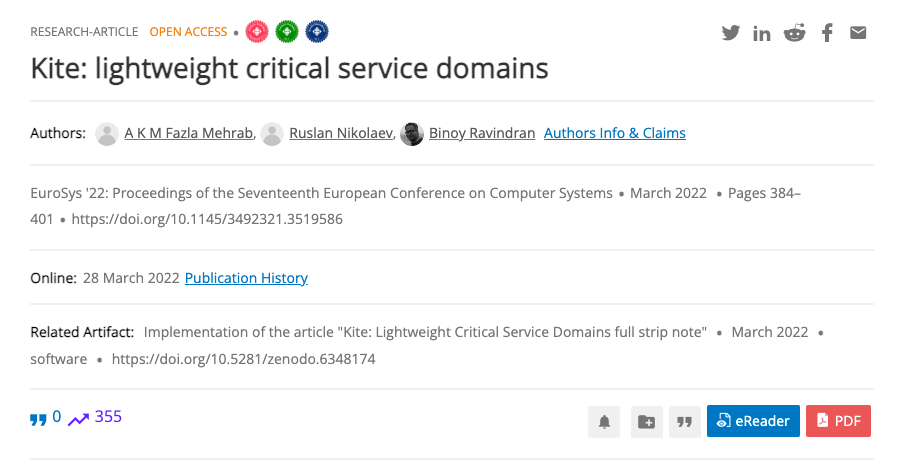 RESEARCH-ARTICLE OPEN ACCESS •
Kite: lightweight critical service domains
Authors: A K M Fazla Mehrab, Ruslan Nikolaev, Binoy Ravindran Authors Info & Claims
EuroSys '22: Proceedings of the Seventeenth European Conference on Computer Systems • March 2022 • Pages 384–
401 • https://doi.org/10.1145/3492321.3519586
Online: 28 March 2022 Publication History
Related Artifact: Implementation of the article "Kite: Lightweight Critical Service Domains full strip note" • March 2022 •
software • https://doi.org/10.5281/zenodo.6348174
0 355 eReader PDF